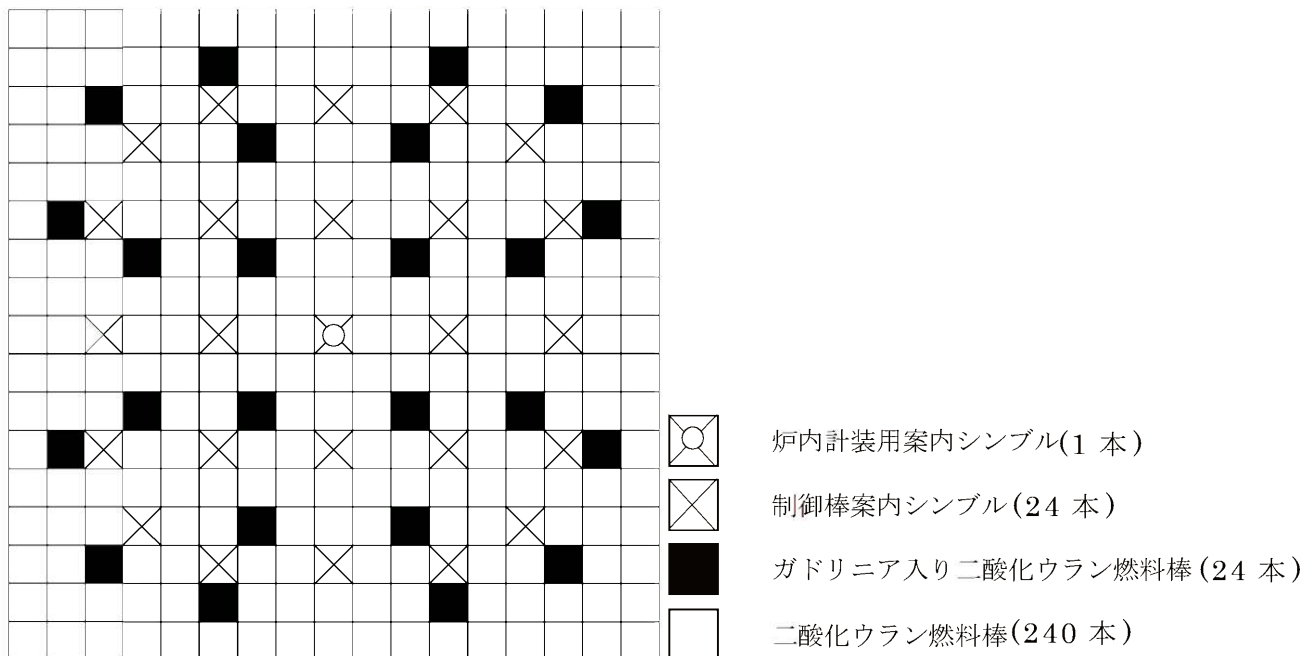 炉内計装用案内シンブル(1 本)
制御棒案内シンブル(24 本)
ガドリニア入り二酸化ウラン燃料棒(24 本)
二酸化ウラン燃料棒(240 本)